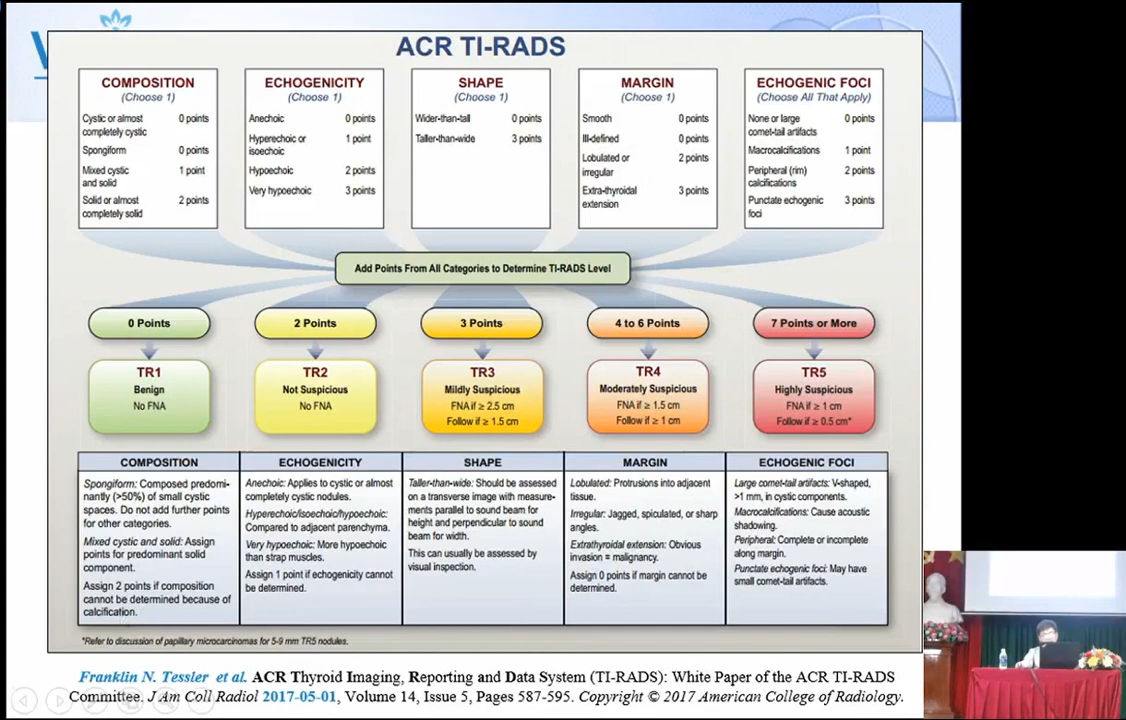 ACR TI-RADS
COMPOSITION
(Choose 1)
Cystic or almost completely cystic 0 points
Spongiform 0 points
Mixed cystic and solid 1 point
Solid or almost completely solid 2 points
ECHOGENICITY
(Choose 1)
Anechoic 0 points
Hyperechoic or isoechoic 1 point
Hypoechoic 2 points
Very hypoechoic 3 points
SHAPE
(Choose 1)
Wider-than-tall 0 points
Taller-than-wide 3 points
MARGIN
(Choose 1)
Smooth 0 points
Ill-defined 0 points
Lobulated or irregular 2 points
Extra-thyroidal extension 3 points
ECHOGENIC FOCI
(Choose All That Apply)
None or large comet-tail artifacts 0 points
Macrocalcifications 1 point
Peripheral (rim) calcifications 2 points
Punctate echogenic foci 3 points
Add Points From All Categories to Determine TI-RADS Level
0 Points
2 Points
3 Points
4 to 6 Points
7 Points or More
TR1
Benign
No FNA
TR2
Not Suspicious
No FNA
TR3
Mildly Suspicious
FNA if ≥ 2.5 cm
Follow if ≥ 1.5 cm
TR4
Moderately Suspicious
FNA if ≥ 1.5 cm
Follow if ≥ 1 cm
TR5
Highly Suspicious
FNA if ≥ 1 cm
Follow if ≥ 0.5 cm*
COMPOSITION
Spongiform: Composed predomi-
nantly (>50%) of small cystic
spaces. Do not add further points
for other categories.
Mixed cystic and solid: Assign
points for predominant solid
component.
Assign 2 points if composition
cannot be determined because of
calcification.
ECHOGENICITY
Anechoic: Applies to cystic or almost
completely cystic nodules.
Hyperechoic/isoechoic/hypoechoic:
Compared to adjacent parenchyma.
Very hypoechoic: More hypoechoic
than strap muscles.
Assign 1 point if echogenicity cannot
be determined.
SHAPE
Taller-than-wide: Should be assessed
on a transverse image with measure-
ments parallel to sound beam for
height and perpendicular to sound
beam for width.
This can usually be assessed by
visual inspection.
MARGIN
Lobulated: Protrusions into adjacent
tissue.
Irregular: Jagged, spiculated, or sharp
angles.
Extrathyroidal extension: Obvious
invasion = malignancy.
Assign 0 points if margin cannot be
determined.
ECHOGENIC FOCI
Large comet-tail artifacts: V-shaped,
>1 mm, in cystic components.
Macrocalcifications: Cause acoustic
shadowing.
Peripheral: Complete or incomplete
along margin.
Punctate echogenic foci: May have
small comet-tail artifacts.
*Refer to discussion of papillary microcarcinomas for 5-9 mm TR5 nodules.
Franklin N. Tessler et al. ACR Thyroid Imaging, Reporting and Data System (TI-RADS): White Paper of the ACR TI-RADS
Committee. J Am Coll Radiol 2017-05-01, Volume 14, Issue 5, Pages 587-595. Copyright © 2017 American College of Radiology.